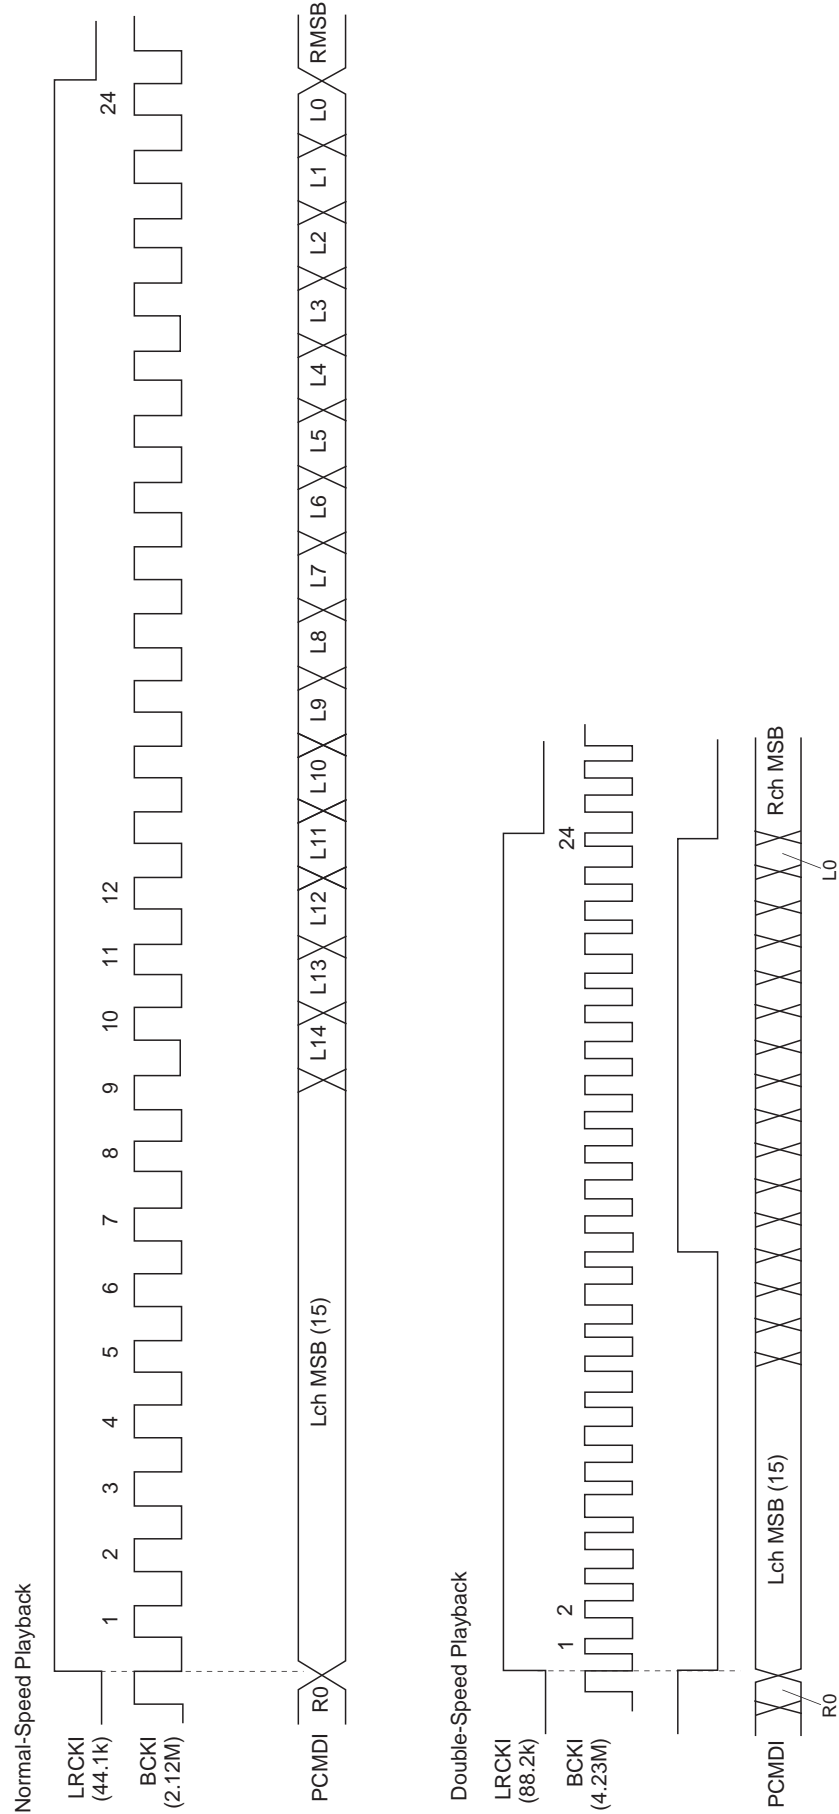 Normal-Speed Playback
LRCKI
(44.1k)
1 2 3 4 5 6 7 8 9 10 11 12 24
BCKI
(2.12M)
PCMDI
R0 Lch MSB (15) L14 L13 L12 L11 L10 L9 L8 L7 L6 L5 L4 L3 L2 L1 L0 RMSB
Double-Speed Playback
LRCKI
(88.2k)
1 2 24
BCKI
(4.23M)
PCMDI
Lch MSB (15) Rch MSB
R0 L0